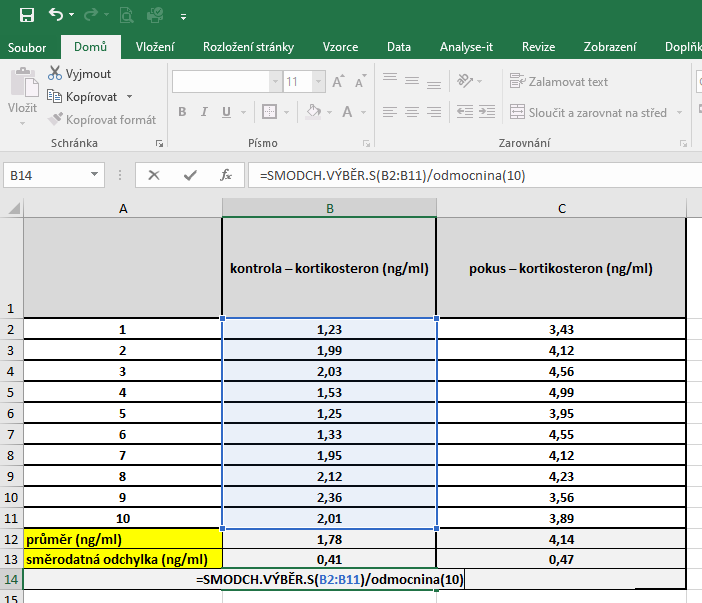 Soubor Domů Vložení Rozložení stránky Vzorce Data Analyse-it Revize Zobrazení Doplňk
Vložit
Vyjmout
Kopírovat
Kopírovat formát
11 A A
B I U A
Zalamovat text
Sloučit a zarovnat na střed
Schránka Písmo Zarovnání
B14 fx =SMODCH.VÝBĚR.S(B2:B11)/odmocnina(10)
A B C
1 kontrola – kortikosteron (ng/ml) pokus – kortikosteron (ng/ml)
2 1 1,23 3,43
3 2 1,99 4,12
4 3 2,03 4,56
5 4 1,53 4,99
6 5 1,25 3,95
7 6 1,33 4,55
8 7 1,95 4,12
9 8 2,12 4,23
10 9 2,36 3,56
11 10 2,01 3,89
12 průměr (ng/ml) 1,78 4,14
13 směrodatná odchylka (ng/ml) 0,41 0,47
14 =SMODCH.VÝBĚR.S(B2:B11)/odmocnina(10)
15